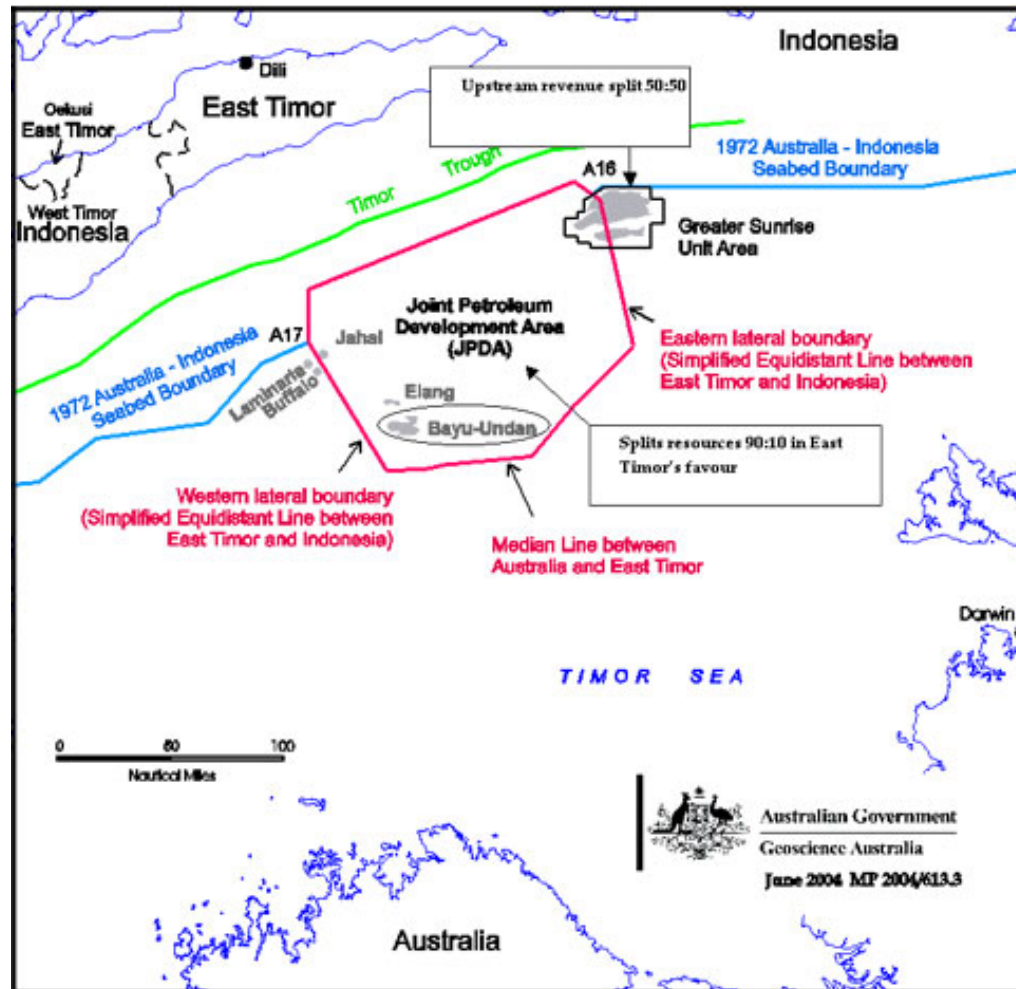 Indonesia
Dili
Upstream revenue split 50:50
East Timor
Oekusi
East Timor
1972 Australia - Indonesia
Seabed Boundary
A16
Timor Trough
West Timor
Indonesia
Greater Sunrise
Unit Area
Joint Petroleum
Development Area
(JPDA)
A17
Jahal
Eastern lateral boundary
(Simplified Equidistant Line between
East Timor and Indonesia)
1972 Australia - Indonesia
Seabed Boundary
Laminaria
Buffalo
Elang
Bayu-Undan
Splits resources 90:10 in East
Timor's favour
Western lateral boundary
(Simplified Equidistant Line between
East Timor and Indonesia)
Median Line between
Australia and East Timor
Darwin
TIMOR SEA
0 50 100
Nautical Miles
Australian Government
Geoscience Australia
June 2004 MP 2004/613.3
Australia